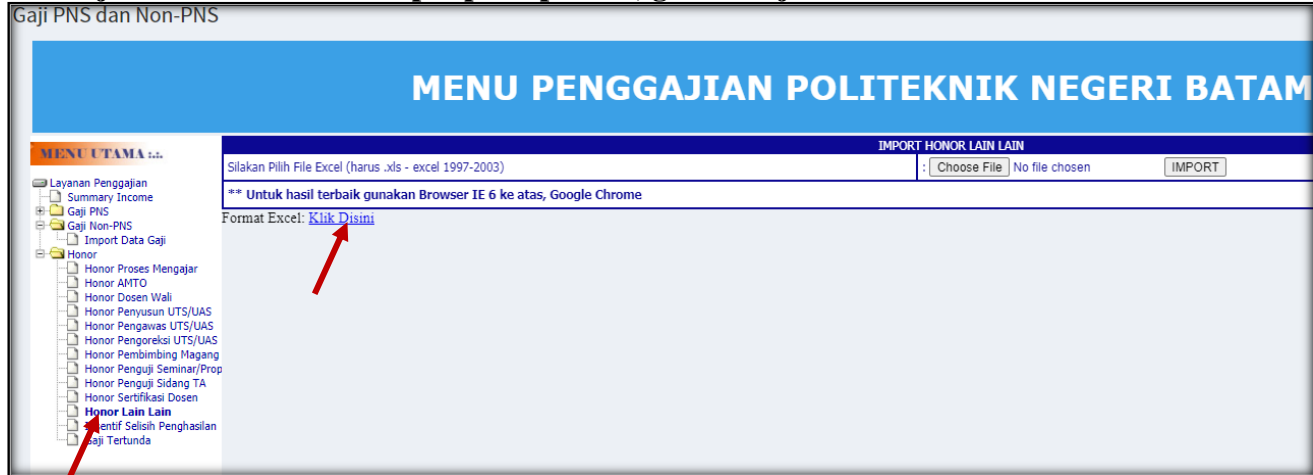 Gaji PNS dan Non-PNS
MENU PENGGAJIAN POLITEKNIK NEGERI BATAM
MENU UTAMA :.:.
Layanan Penggajian
Summary Income
Gaji PNS
Gaji Non-PNS
Import Data Gaji
Honor
Honor Proses Mengajar
Honor AMTO
Honor Dosen Wali
Honor Penyusun UTS/UAS
Honor Pengawas UTS/UAS
Honor Pengoreksi UTS/UAS
Honor Pembimbing Magang
Honor Penguji Seminar/Prop
Honor Penguji Sidang TA
Honor Sertifikasi Dosen
Honor Lain Lain
Selisih Penghasilan
Gaji Tertunda
IMPORT HONOR LAIN LAIN
Silakan Pilih File Excel (harus .xls - excel 1997-2003) : Choose File No file chosen IMPORT
** Untuk hasil terbaik gunakan Browser IE 6 ke atas, Google Chrome
Format Excel: Klik Disini